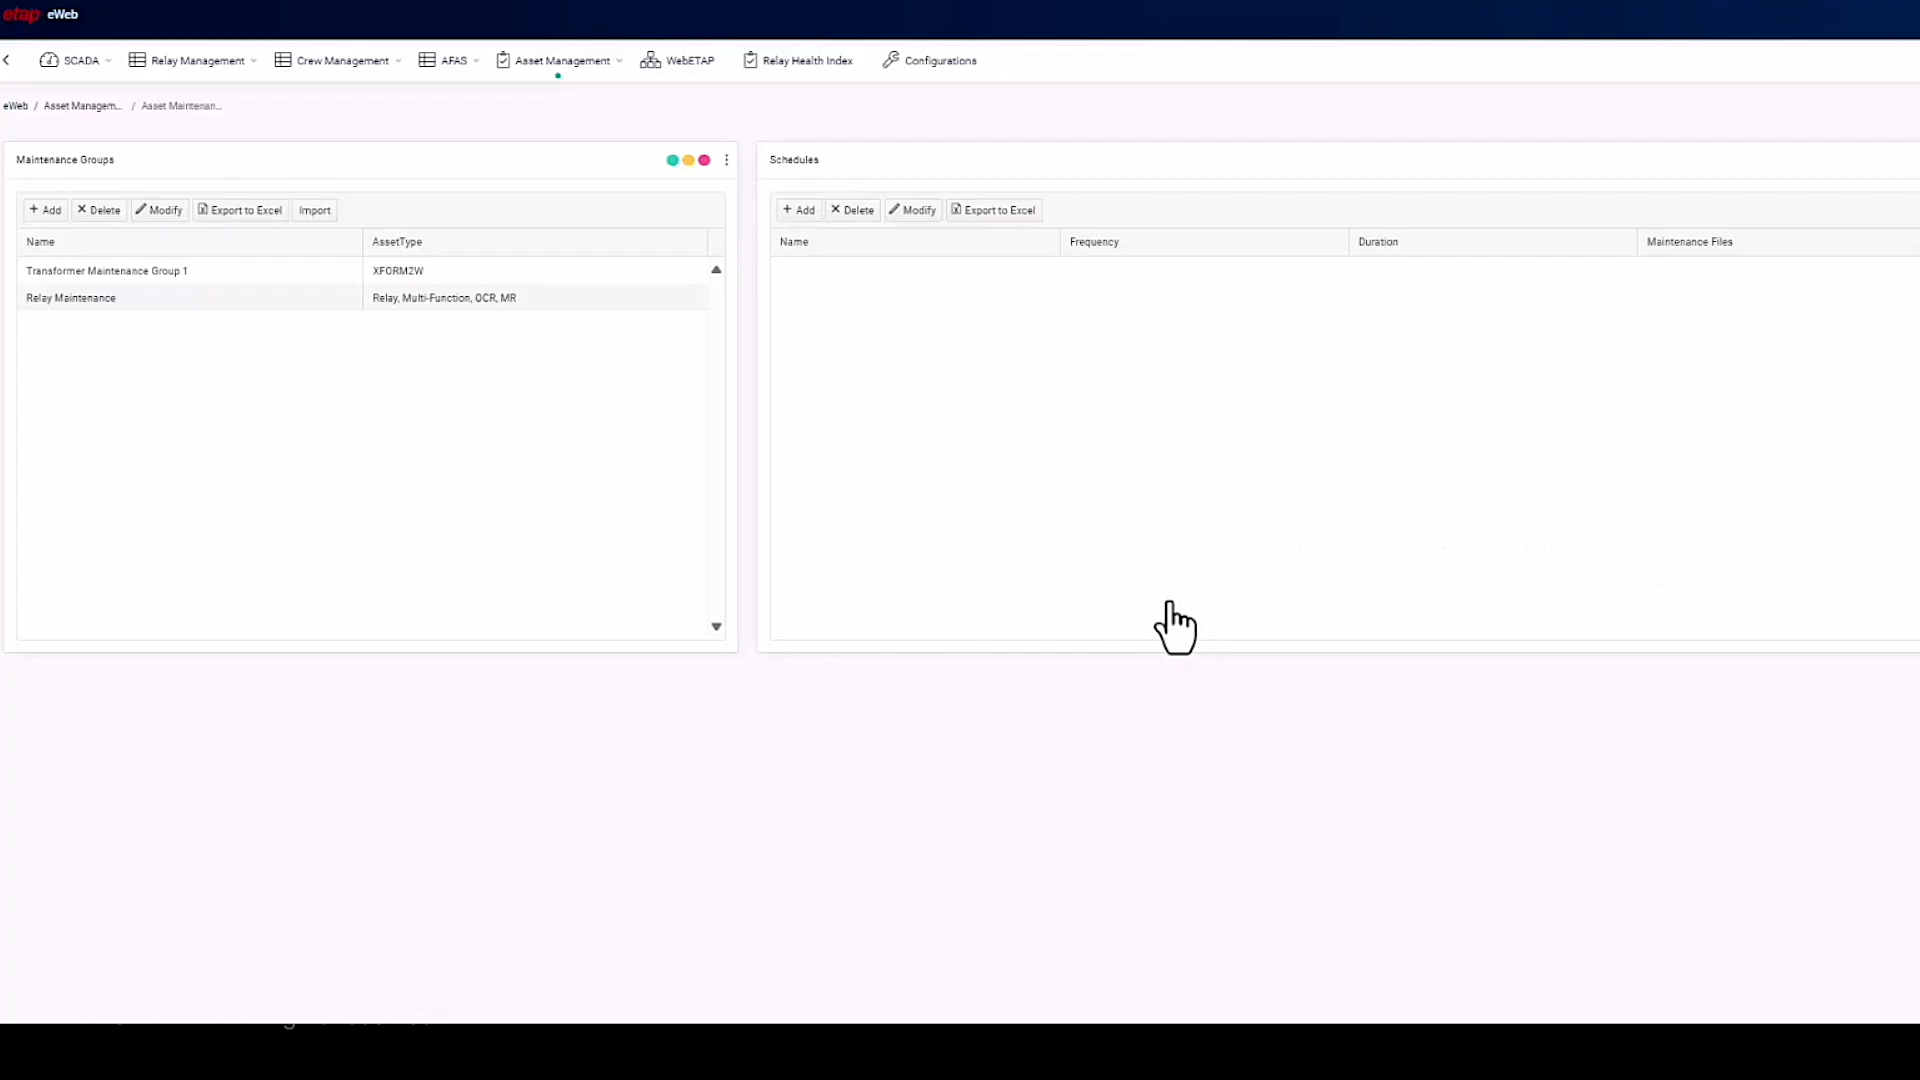 etap eWeb
SCADA Relay Management Crew Management AFAS Asset Management WebETAP Relay Health Index Configurations
eWeb / Asset Managem... / Asset Maintenan...
Maintenance Groups
+ Add × Delete Modify Export to Excel Import
Name AssetType
Transformer Maintenance Group 1 XFORM2W
Relay Maintenance Relay, Multi-Function, OCR, MR
Schedules
+ Add × Delete Modify Export to Excel
Name Frequency Duration Maintenance Files